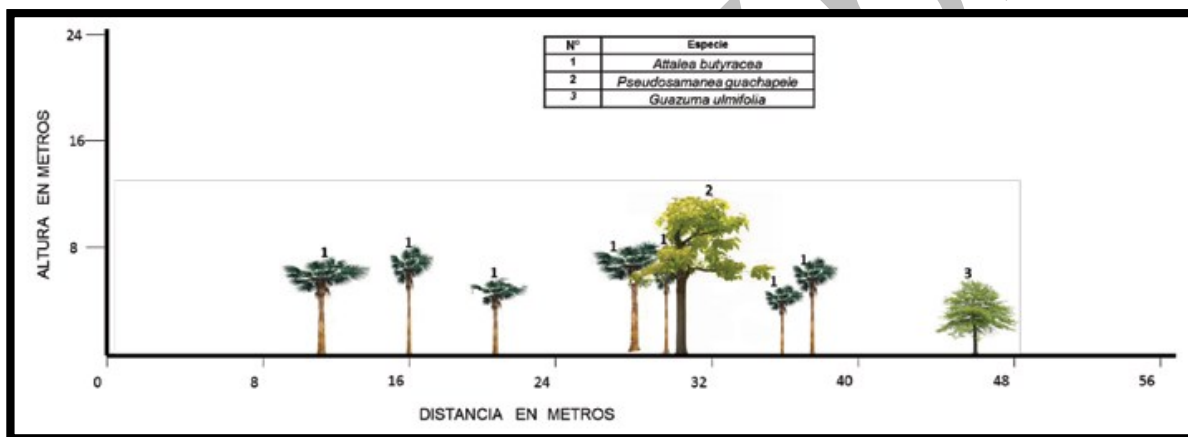 24
N° Especie
1 Attalea butyracea
2 Pseudosamanea guachapele
3 Guazuma ulmifolia
ALTURA EN METROS
16
8
1 1 1 1 1 2 1 1 3
0 8 16 24 32 40 48 56
DISTANCIA EN METROS